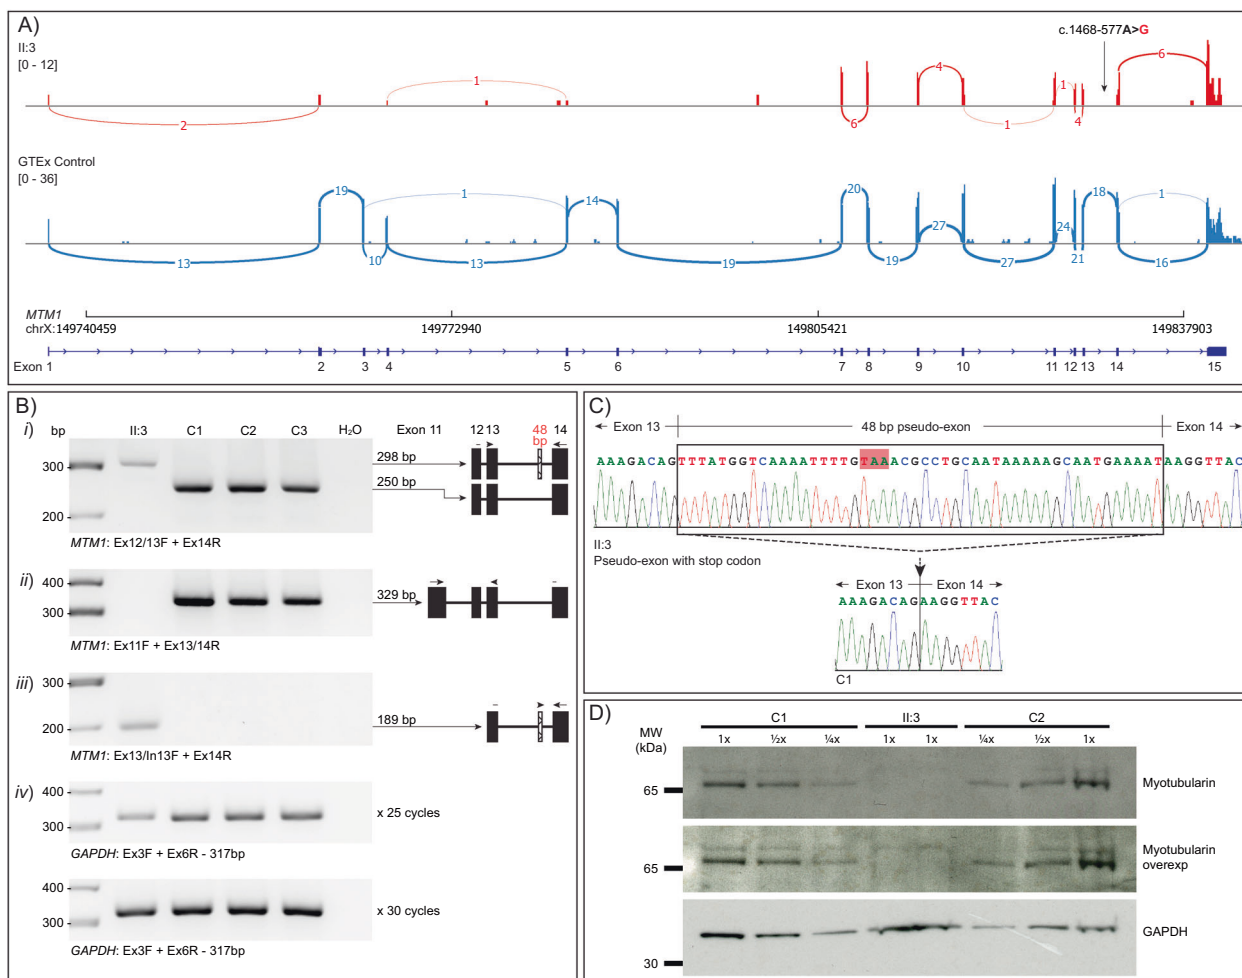 A)
c.1468-577A>G
II:3
[0 - 12]
1
4
6
2
6
1
1
4
GTEx Control
[0 - 36]
19
1
14
20
27
24
18
1
13
10
13
19
19
27
21
16
MTM1
chrX:149740459 149772940 149805421 149837903
Exon 1 2 3 4 5 6 7 8 9 10 11 12 13 14 15
B)
i)
bp II:3 C1 C2 C3 H₂O Exon 11 12 13 48 bp 14
300
200
298 bp
250 bp
MTM1: Ex12/13F + Ex14R
ii)
400
300
329 bp
MTM1: Ex11F + Ex13/14R
iii)
300
200
189 bp
MTM1: Ex13/In13F + Ex14R
iv)
400
300
x 25 cycles
GAPDH: Ex3F + Ex6R - 317bp
400
300
x 30 cycles
GAPDH: Ex3F + Ex6R - 317bp
C)
Exon 13 48 bp pseudo-exon Exon 14
AAAGACAGTTTATGGTCAAAATTTTGTAAACGCCTGCAATAAAAAGCAATGAAAATAAGGTTAC
II:3
Pseudo-exon with stop codon
Exon 13 Exon 14
AAAGACAGAAGGTTAC
C1
D)
C1 II:3 C2
MW
(kDa)
1x ½x ¼x 1x 1x ¼x ½x 1x
65
Myotubularin
65
Myotubularin
overexp
GAPDH
30